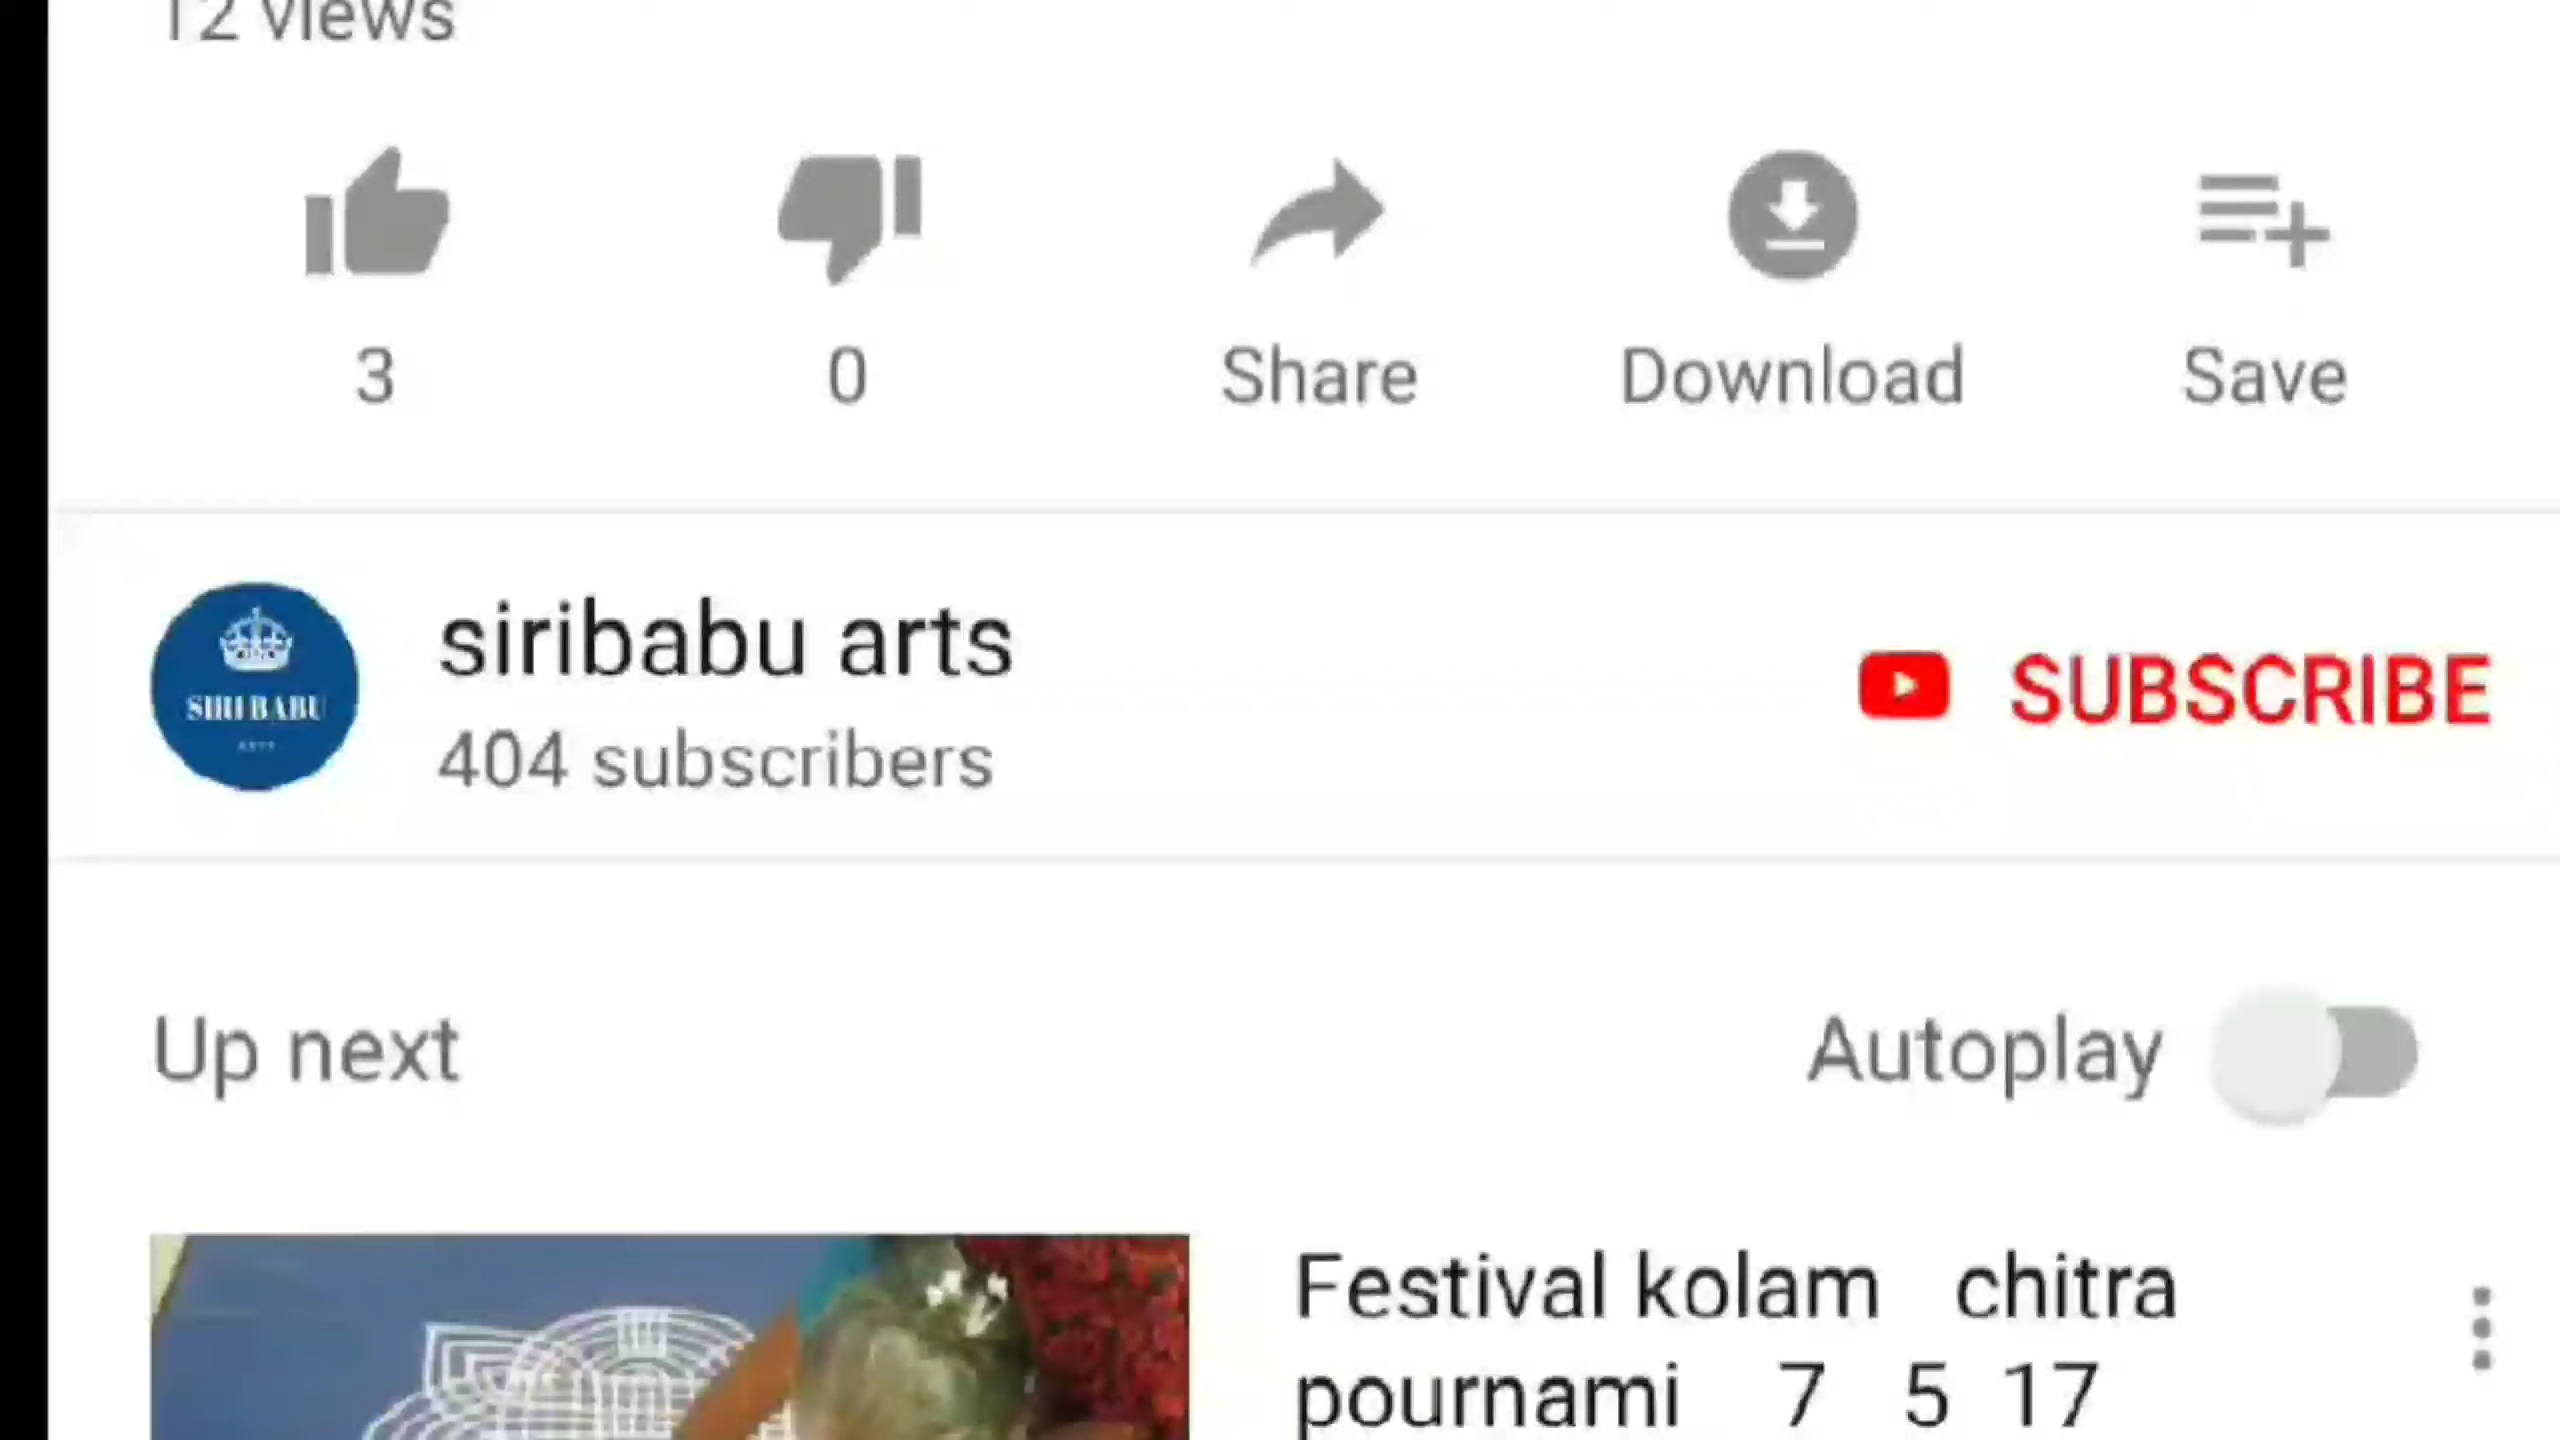 12 views
3 0 Share Download Save
siribabu arts
SIRI BABU
404 subscribers
SUBSCRIBE
Up next
Autoplay
Festival kolam chitra
pournami 7 5 17